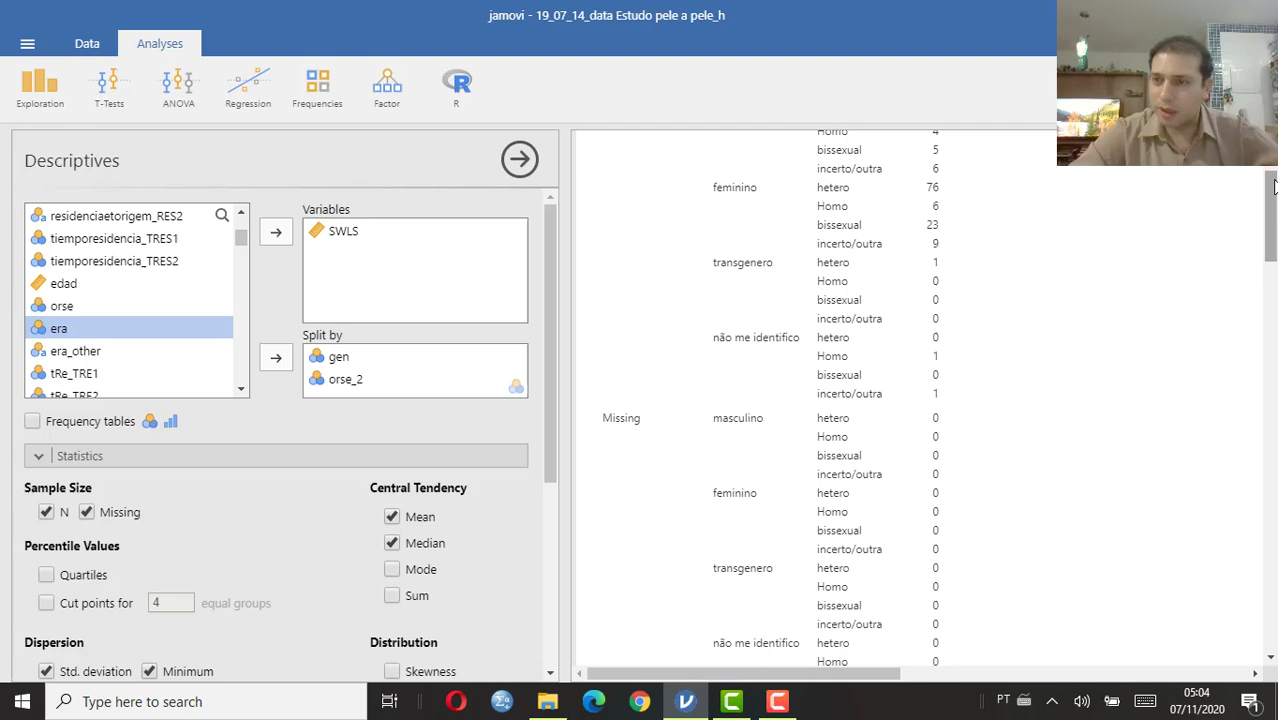 jamovi - 19_07_14_data Estudo pele a pele_h
Data
Analyses
Exploration
T-Tests
ANOVA
Regression
Frequencies
Factor
R
Descriptives
residenciaetorigem_RES2
tiemporesidencia_TRES1
tiemporesidencia_TRES2
edad
orse
era
era_other
tRe_TRE1
tRe_TRE2
Variables
SWLS
Split by
gen
orse_2
Frequency tables
Statistics
Sample Size
N
Missing
Percentile Values
Quartiles
Cut points for 4 equal groups
Dispersion
Std. deviation
Minimum
Central Tendency
Mean
Median
Mode
Sum
Distribution
Skewness
Homo 4
bissexual 5
incerto/outra 6
feminino hetero 76
Homo 6
bissexual 23
incerto/outra 9
transgenero hetero 1
Homo 0
bissexual 0
incerto/outra 0
não me identifico hetero 0
Homo 1
bissexual 0
incerto/outra 1
Missing masculino hetero 0
Homo 0
bissexual 0
incerto/outra 0
feminino hetero 0
Homo 0
bissexual 0
incerto/outra 0
transgenero hetero 0
Homo 0
bissexual 0
incerto/outra 0
não me identifico hetero 0
Homo 0
Type here to search
PT
05:04
07/11/2020
1